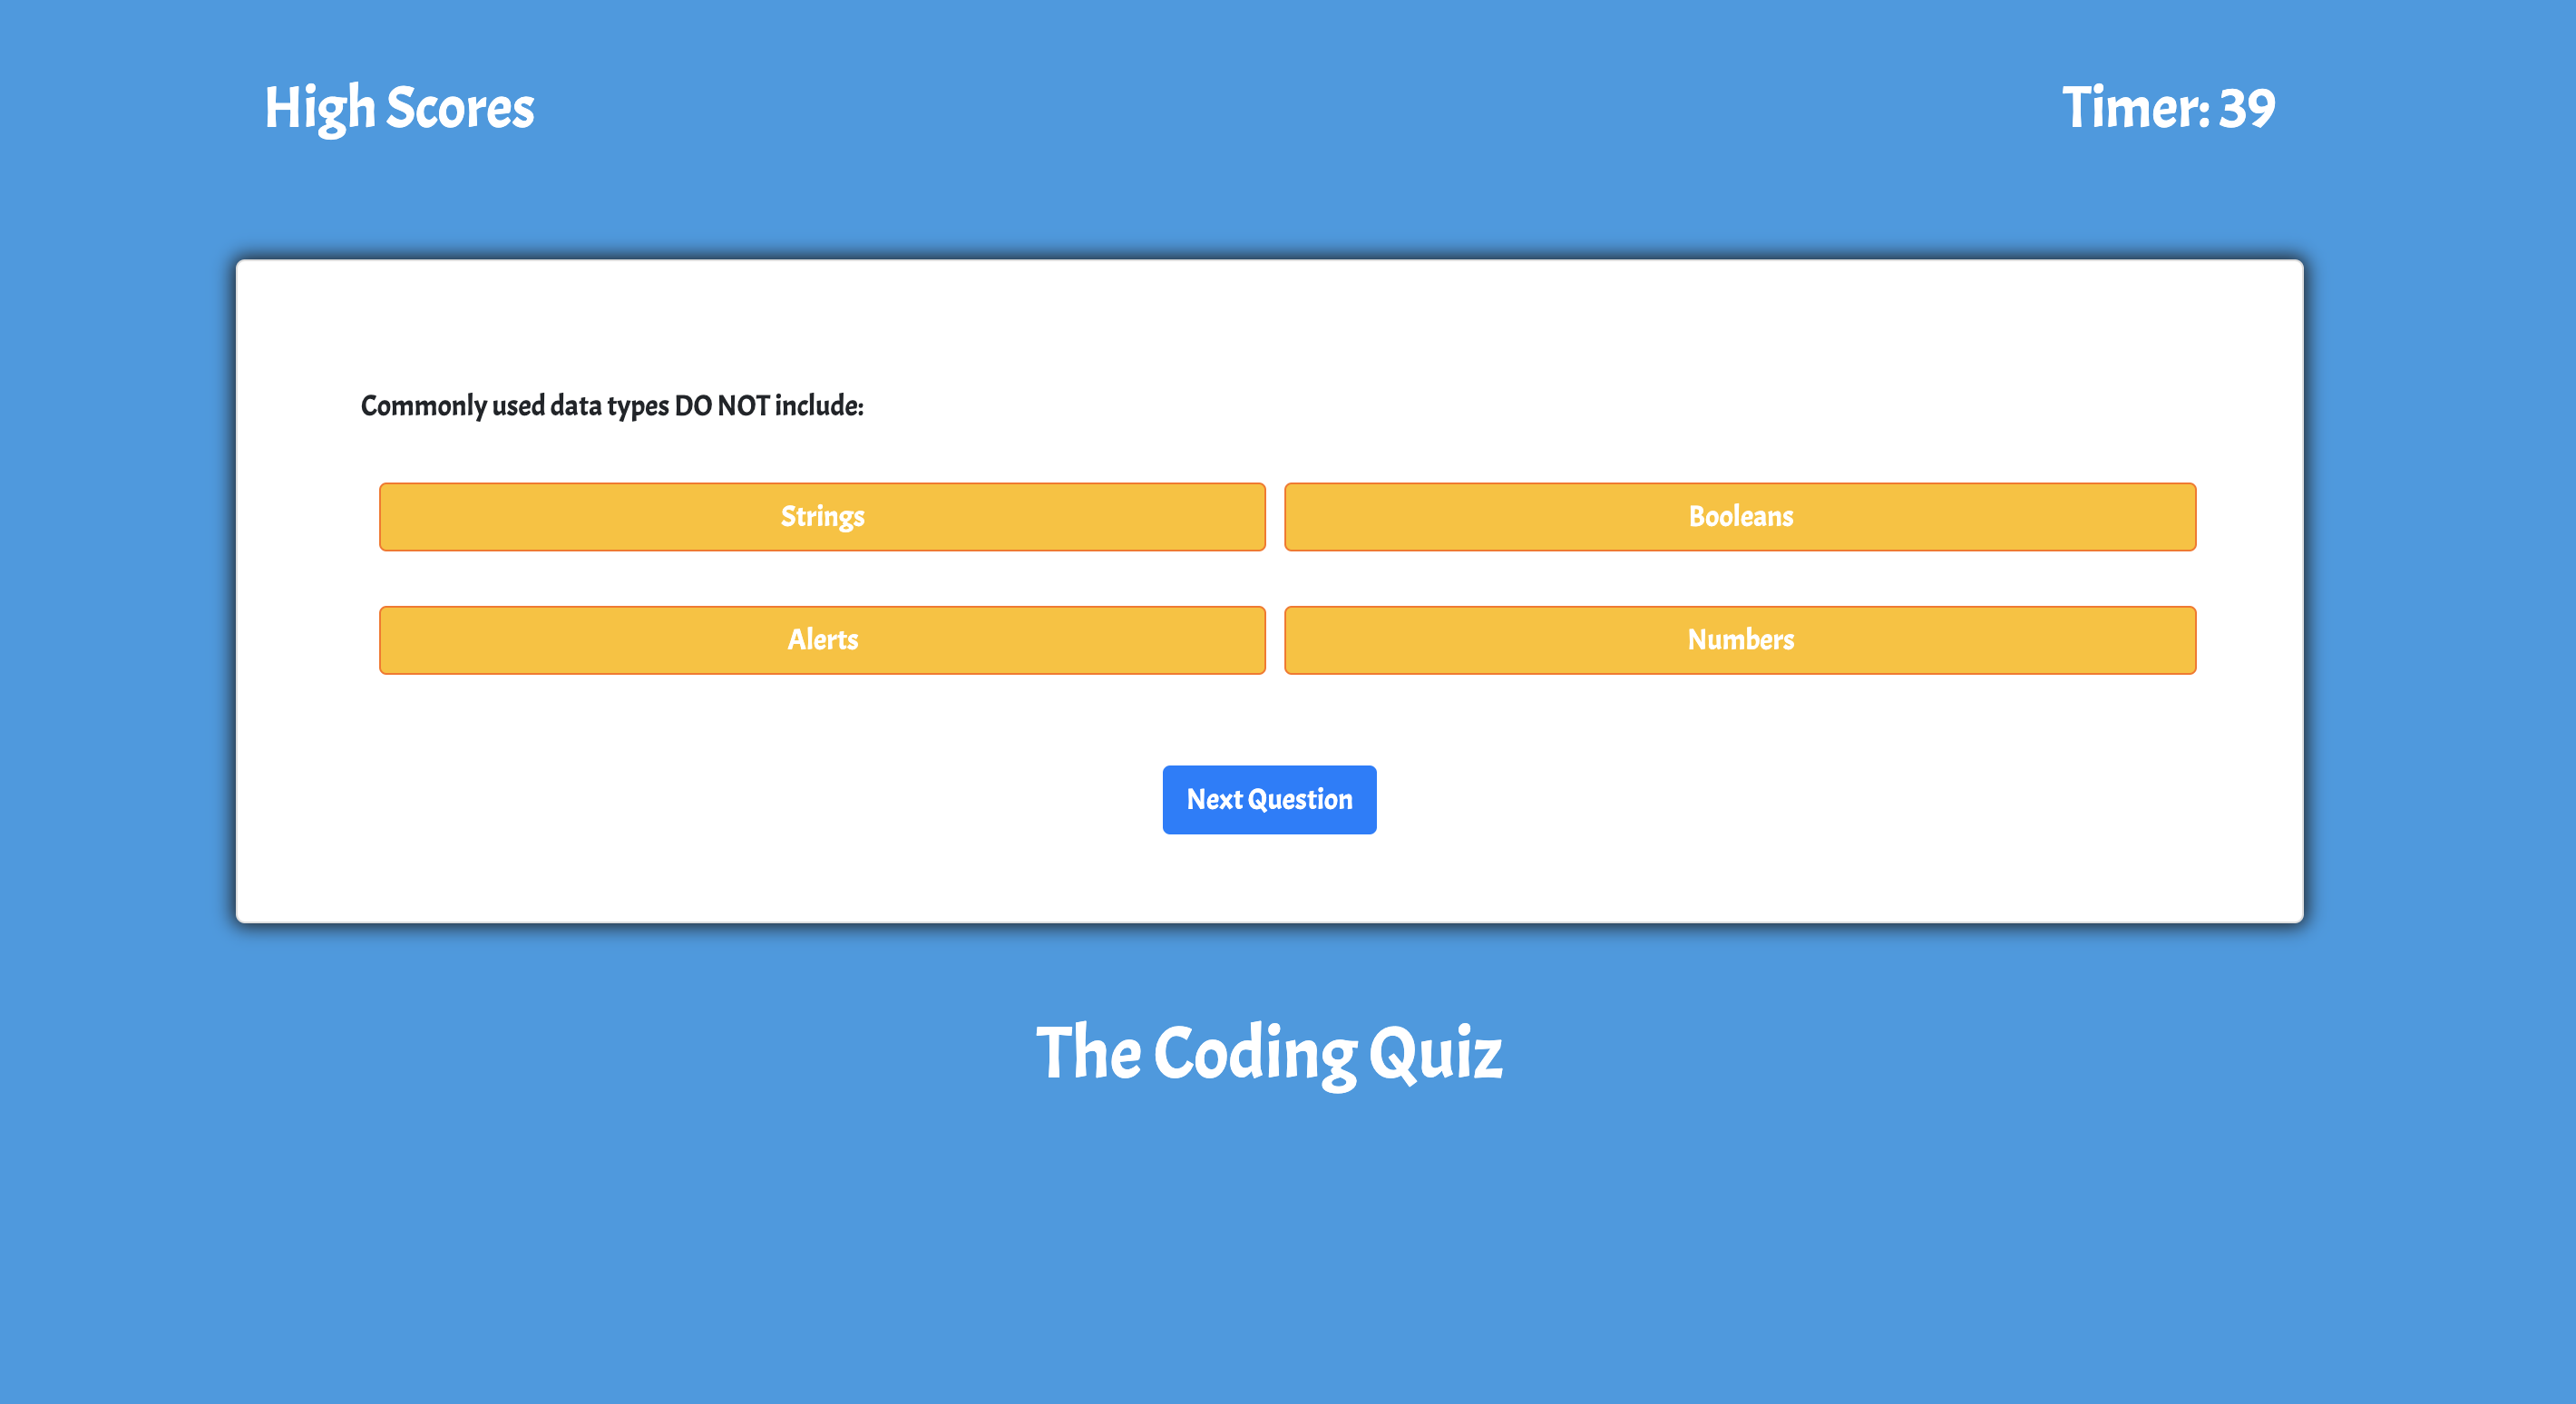 High Scores
Timer: 39
Commonly used data types DO NOT include:
Strings
Booleans
Alerts
Numbers
Next Question
The Coding Quiz